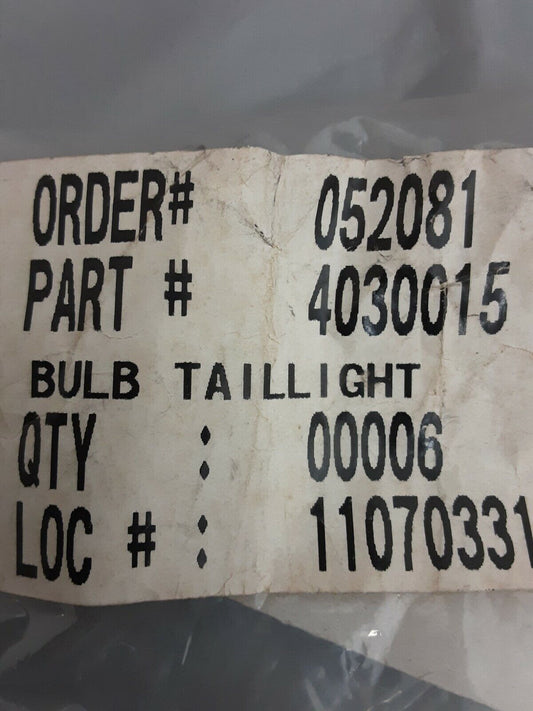 ORDER# 052081
PART # 4030015
BULB TAILLIGHT
QTY : 00006
LOC # : 11070331